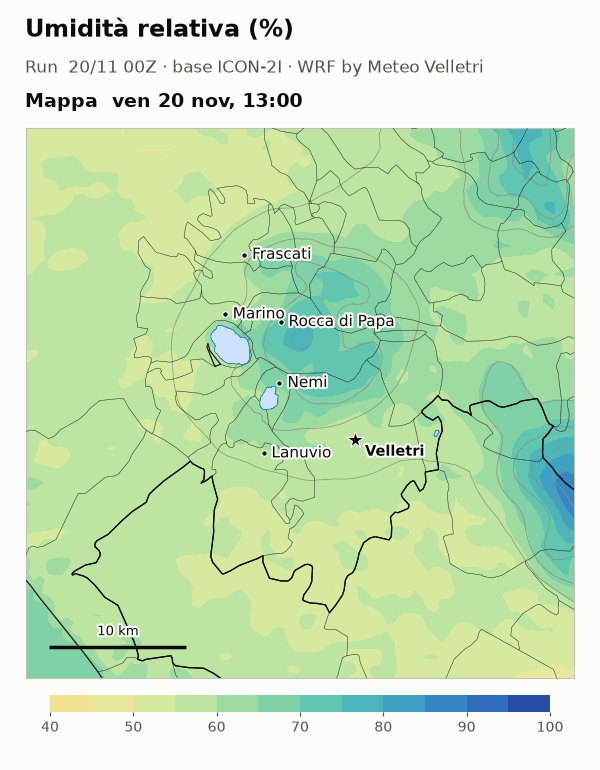 Umidità relativa (%)
Run  20/11 00Z · base ICON-2I · WRF by Meteo Velletri
Mappa  ven 20 nov, 13:00
Frascati
Marino
Rocca di Papa
Nemi
Velletri
Lanuvio
10 km
40 50 60 70 80 90 100